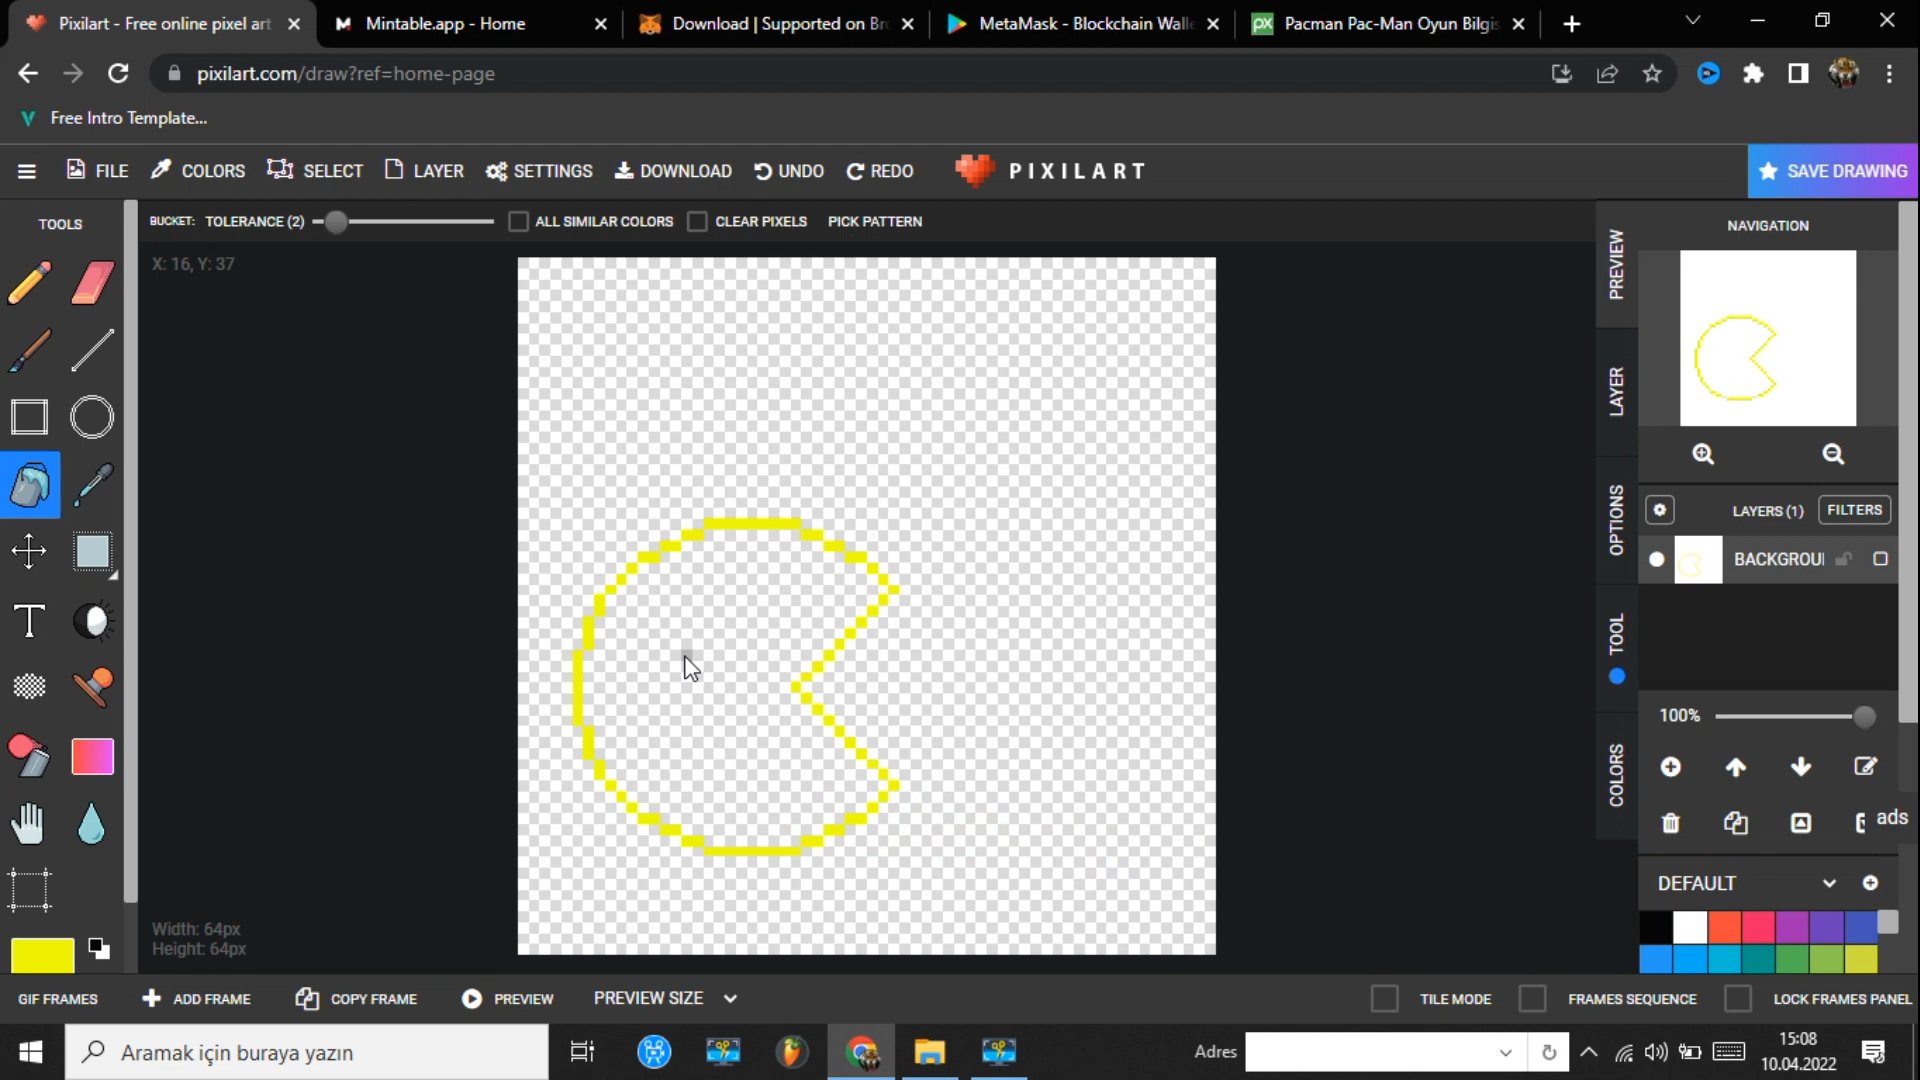 Pixilart - Free online pixel art
Mintable.app - Home
Download | Supported on Br
MetaMask - Blockchain Walle
Pacman Pac-Man Oyun Bilgis
pixilart.com/draw?ref=home-page
Free Intro Template...
FILE
COLORS
SELECT
LAYER
SETTINGS
DOWNLOAD
UNDO
REDO
PIXILART
SAVE DRAWING
TOOLS
BUCKET: TOLERANCE (2)
ALL SIMILAR COLORS
CLEAR PIXELS
PICK PATTERN
NAVIGATION
X: 16, Y: 37
PREVIEW
LAYER
OPTIONS
TOOL
COLORS
LAYERS (1)
FILTERS
BACKGROU
100%
ads
DEFAULT
Width: 64px
Height: 64px
GIF FRAMES
ADD FRAME
COPY FRAME
PREVIEW
PREVIEW SIZE
TILE MODE
FRAMES SEQUENCE
LOCK FRAMES PANEL
Aramak için buraya yazın
Adres
15:08
10.04.2022